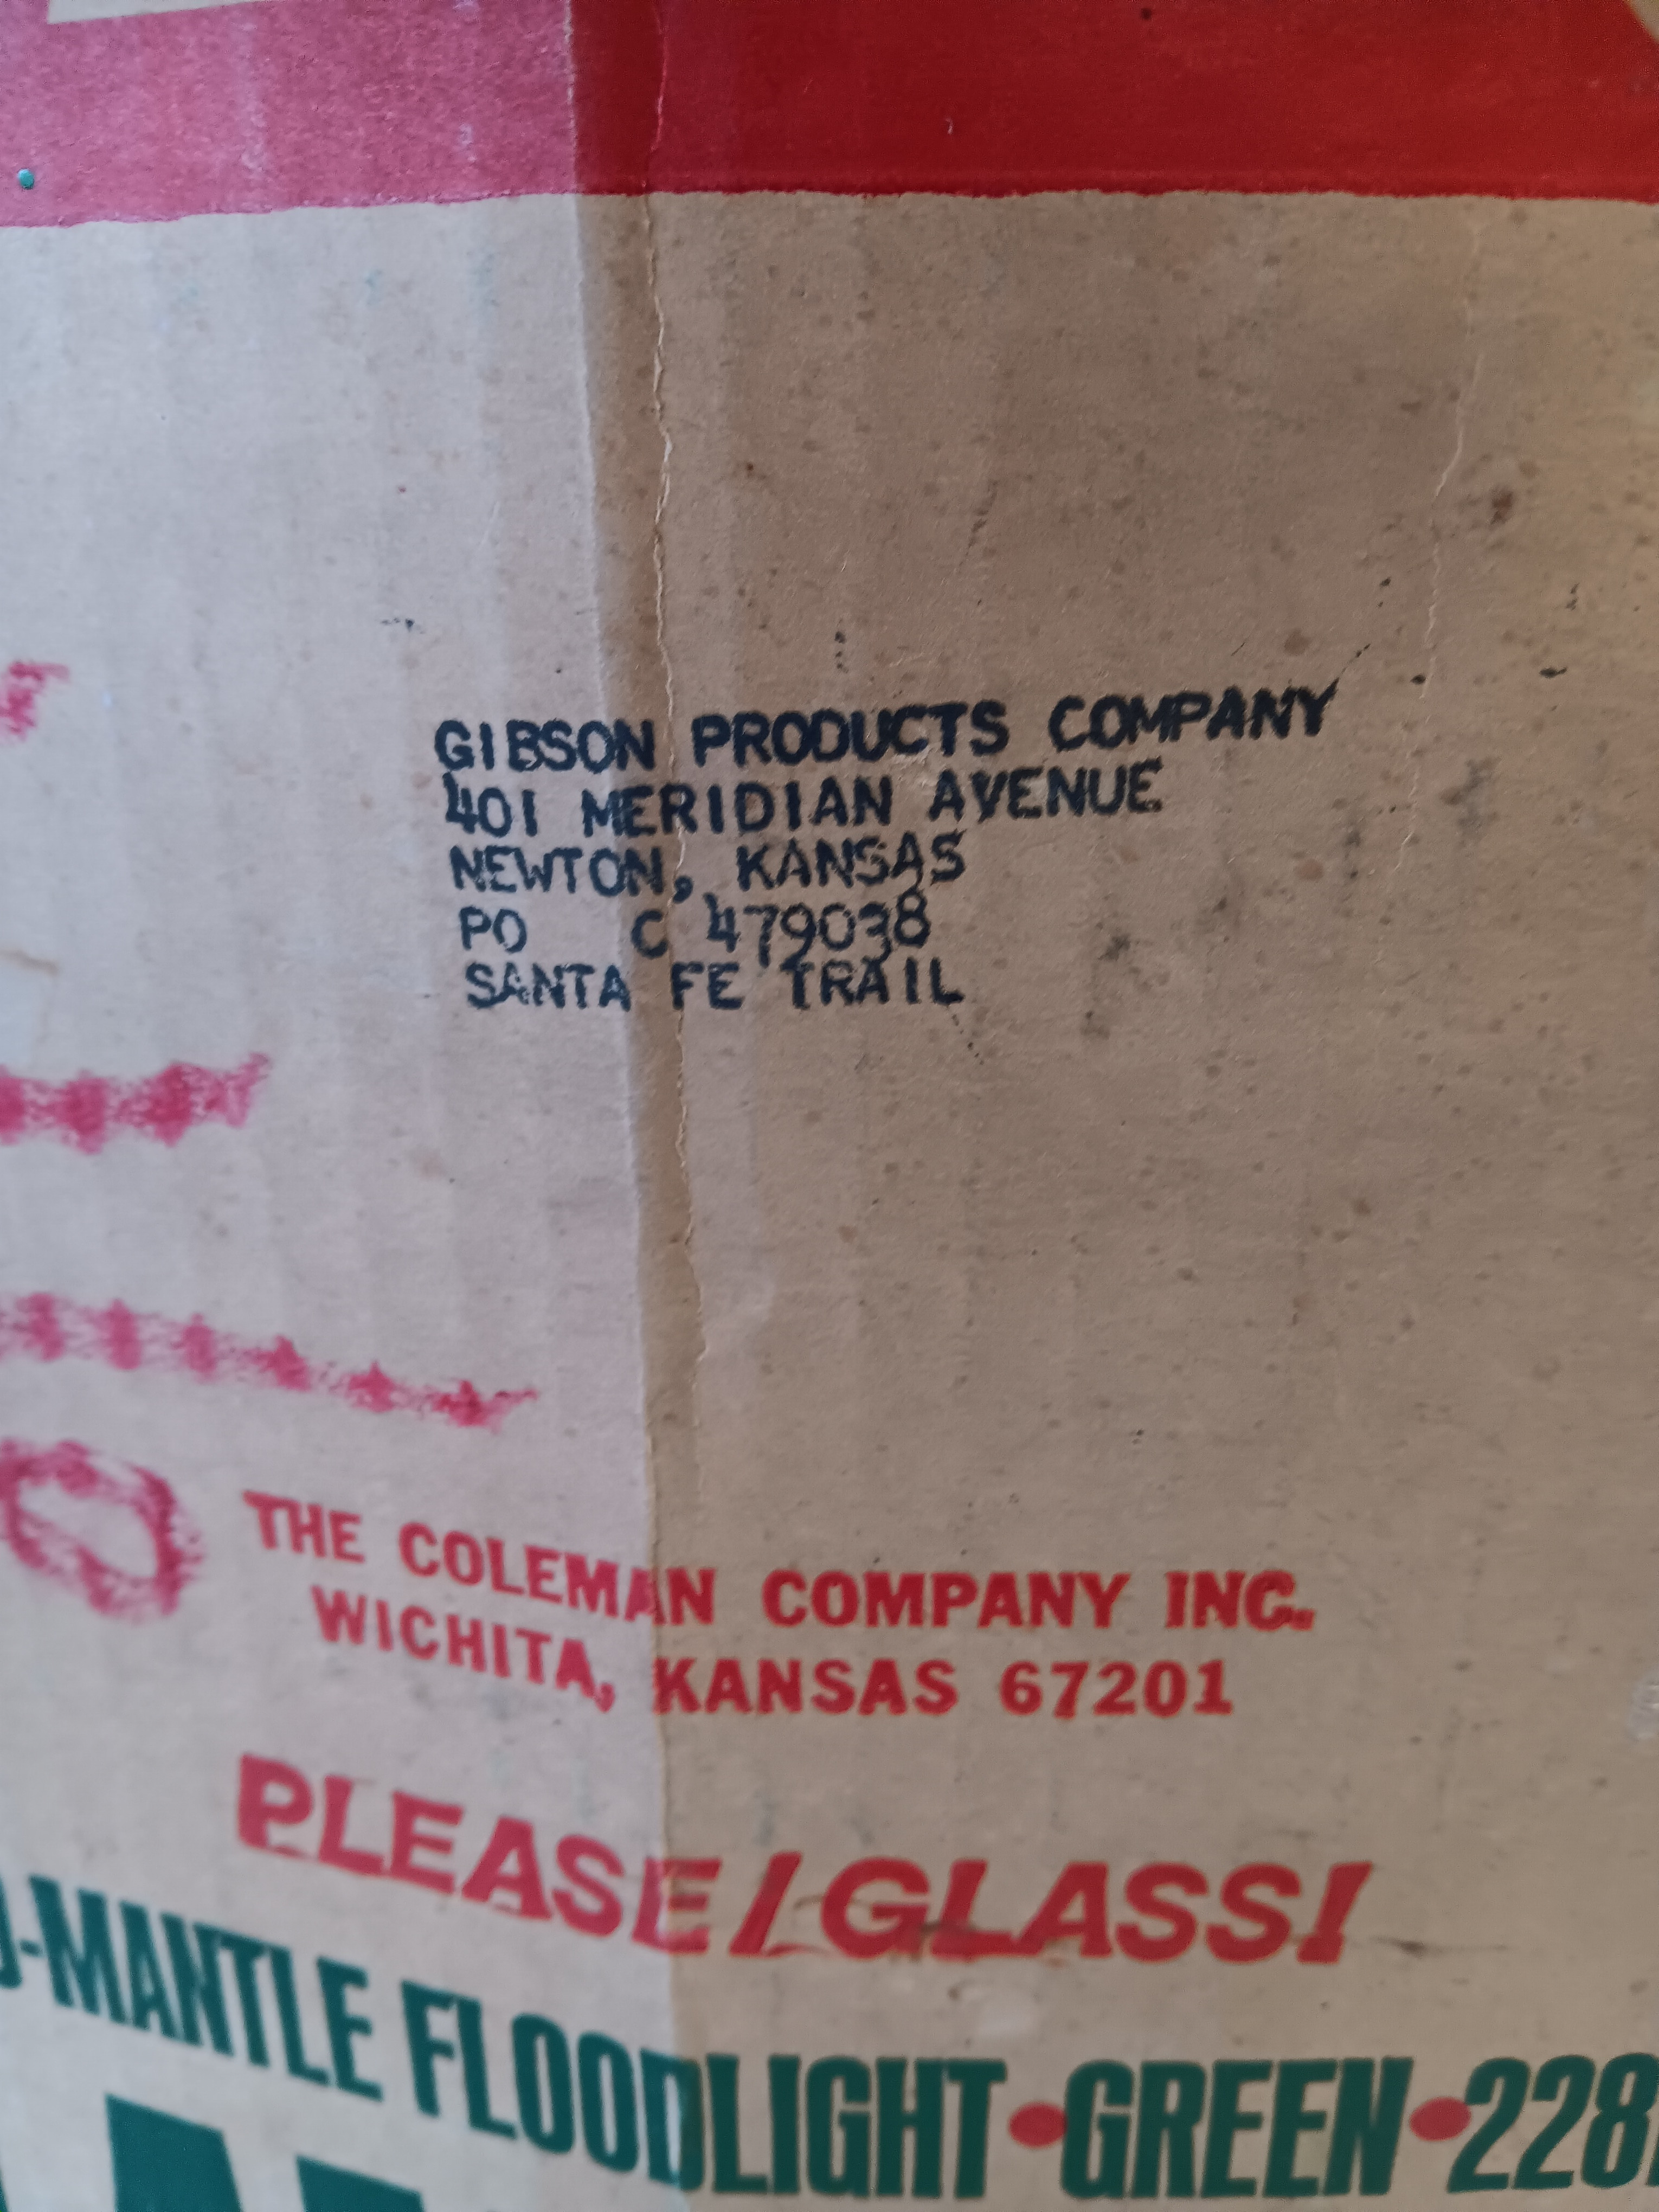 GIBSON PRODUCTS COMPANY
401 MERIDIAN AVENUE
NEWTON, KANSAS
PO C 479038
SANTA FE TRAIL
THE COLEMAN COMPANY INC.
WICHITA, KANSAS 67201
PLEASE/GLASS!
-MANTLE FLOODLIGHT•GREEN•228